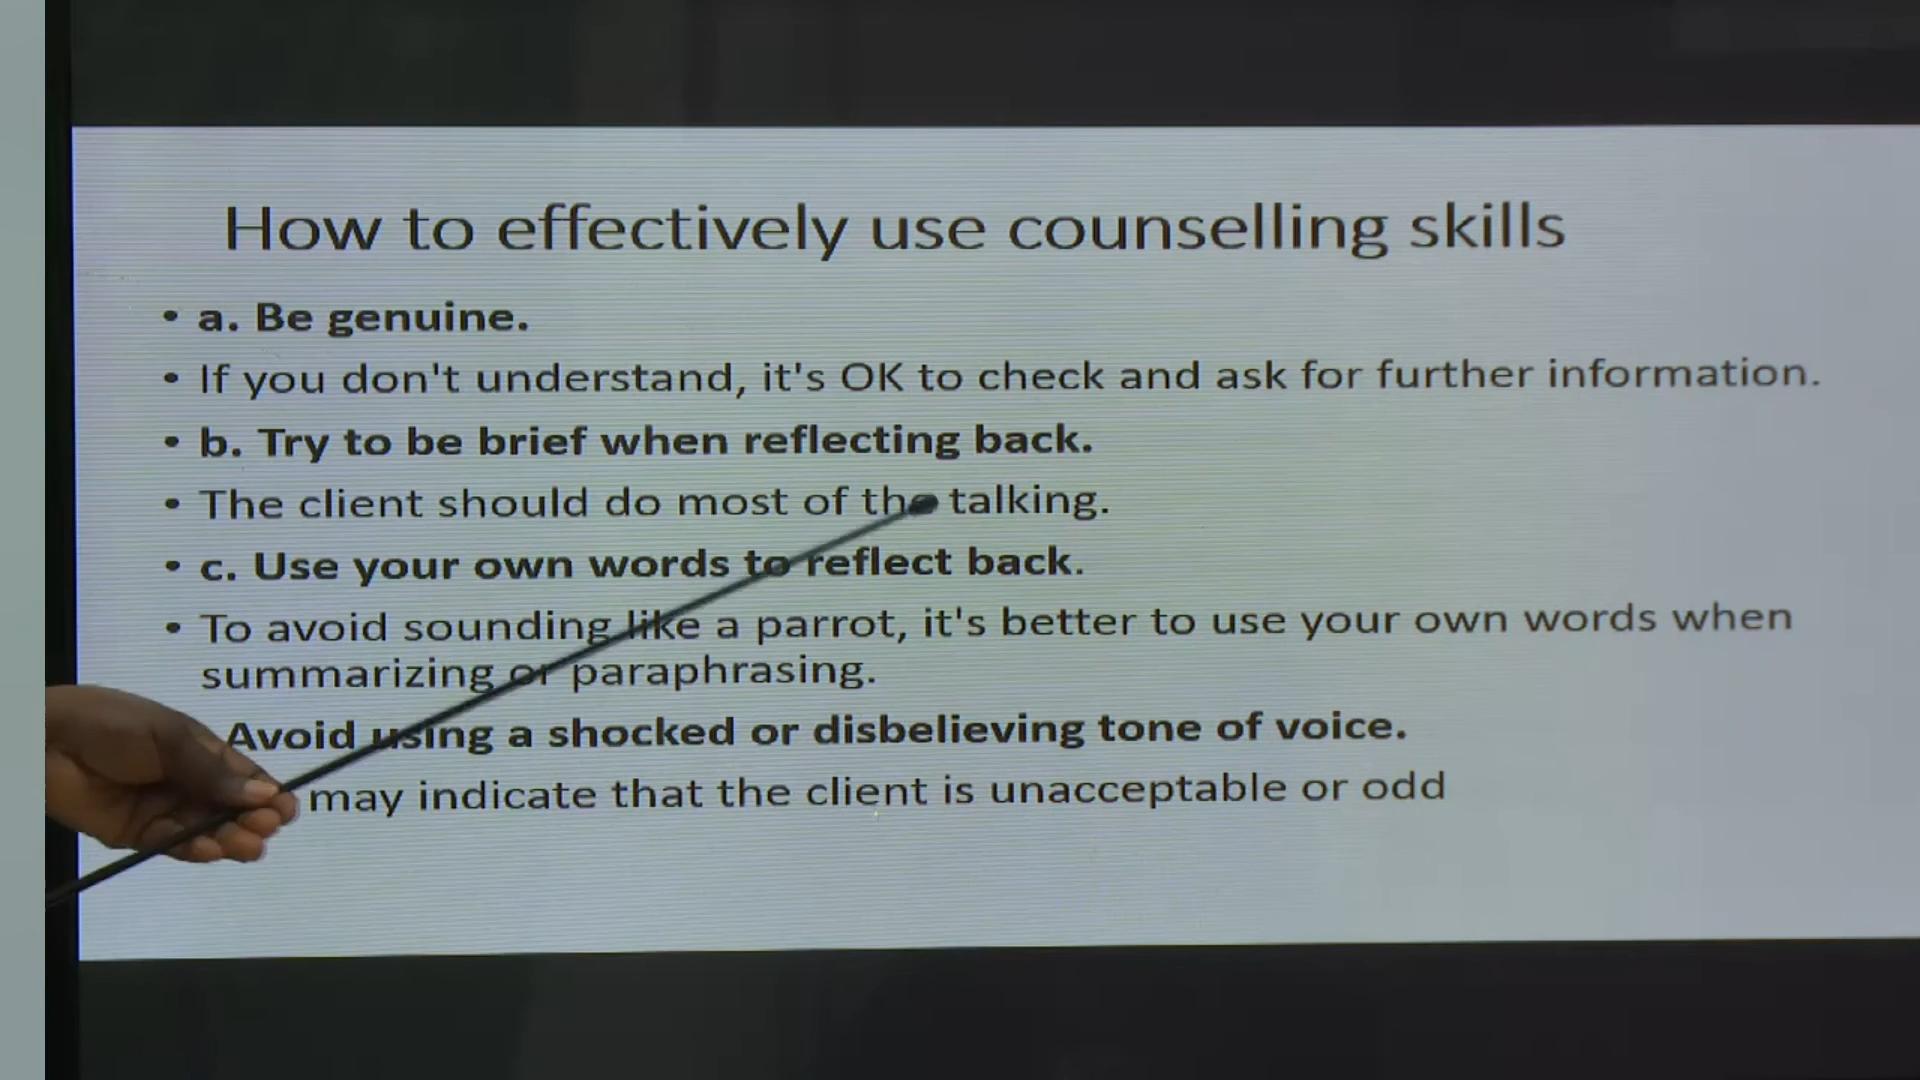 How to effectively use counselling skills
• a. Be genuine.
• If you don't understand, it's OK to check and ask for further information.
• b. Try to be brief when reflecting back.
• The client should do most of the talking.
• c. Use your own words to reflect back.
• To avoid sounding like a parrot, it's better to use your own words when
summarizing or paraphrasing.
Avoid using a shocked or disbelieving tone of voice.
may indicate that the client is unacceptable or odd